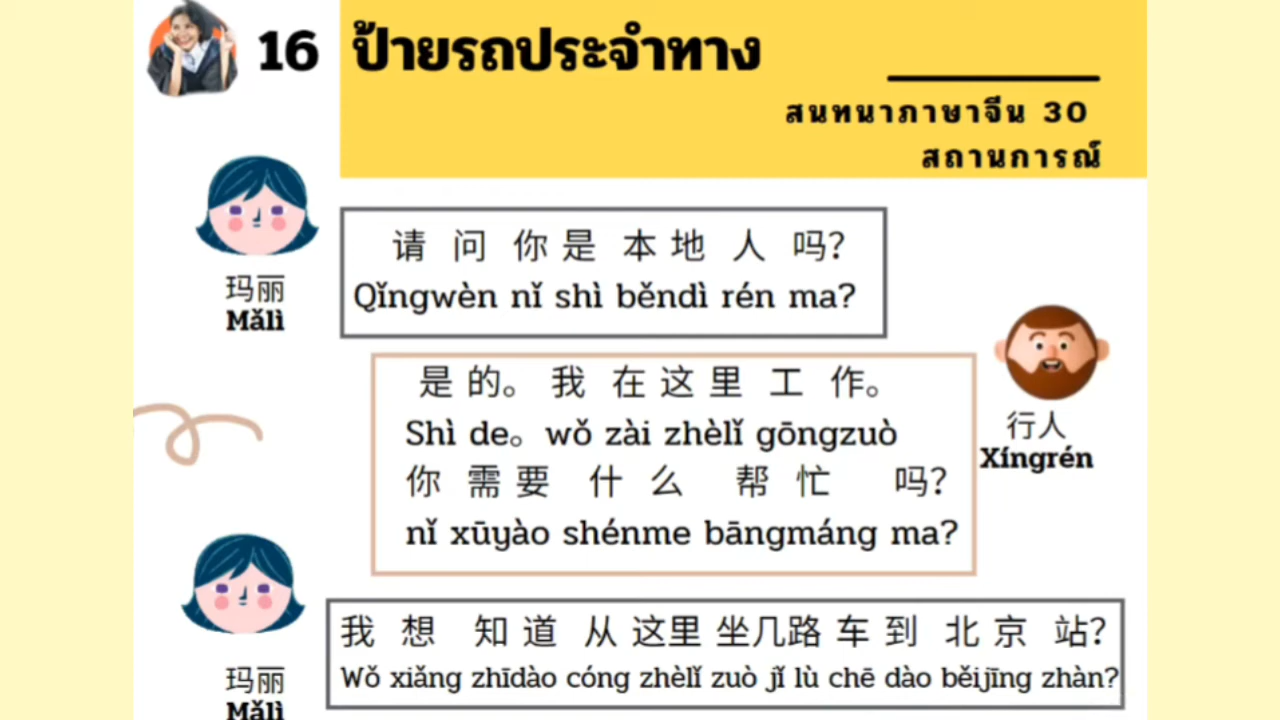 16 ป้ายรถประจำทาง
สนทนาภาษาจีน 30
สถานการณ์
请 问 你 是 本 地 人 吗?
Qǐngwèn nǐ shì běndì rén ma?
玛丽
Mǎlì
是 的。我 在 这 里 工 作。
Shì de。wǒ zài zhèlǐ gōngzuò
你 需 要 什 么 帮 忙 吗?
nǐ xūyào shénme bāngmáng ma?
行人
Xíngrén
我 想 知 道 从 这里 坐几路 车 到 北 京 站?
Wǒ xiǎng zhīdào cóng zhèlǐ zuò jǐ lù chē dào běijīng zhàn?
玛丽
Mǎlì